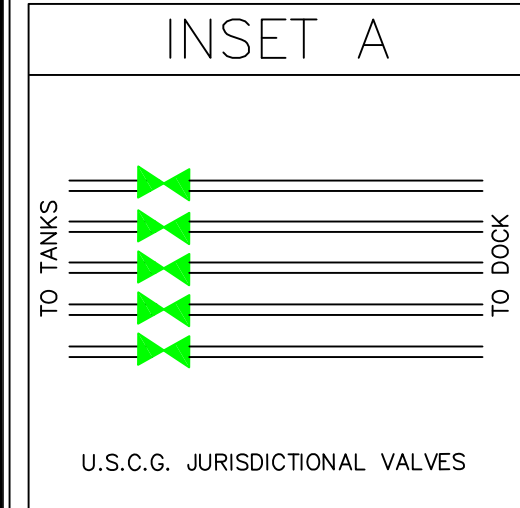 INSET A
TO TANKS
TO DOCK
U.S.C.G. JURISDICTIONAL VALVES